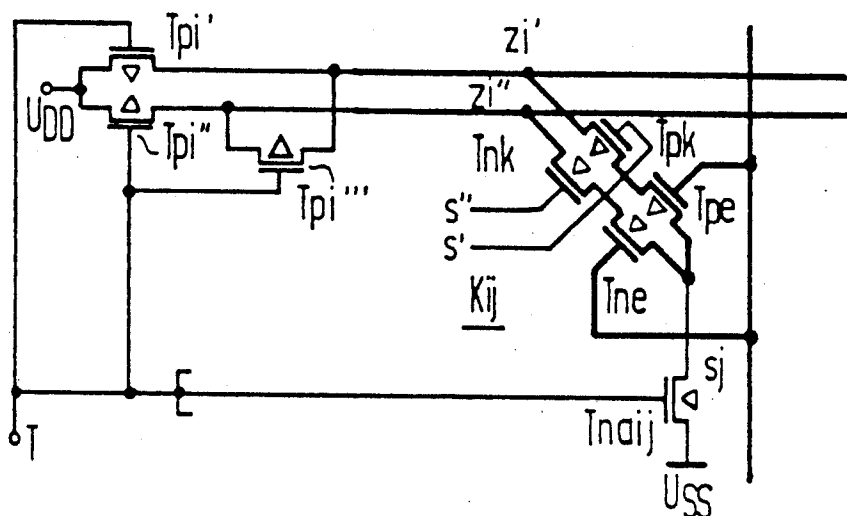 Tpi'
zi'
UDD
zi''
Tpi''
Tnk
Tpk
Tpi'''
Tpe
s''
s'
Kij
Tne
sj
Tnaij
T
USS